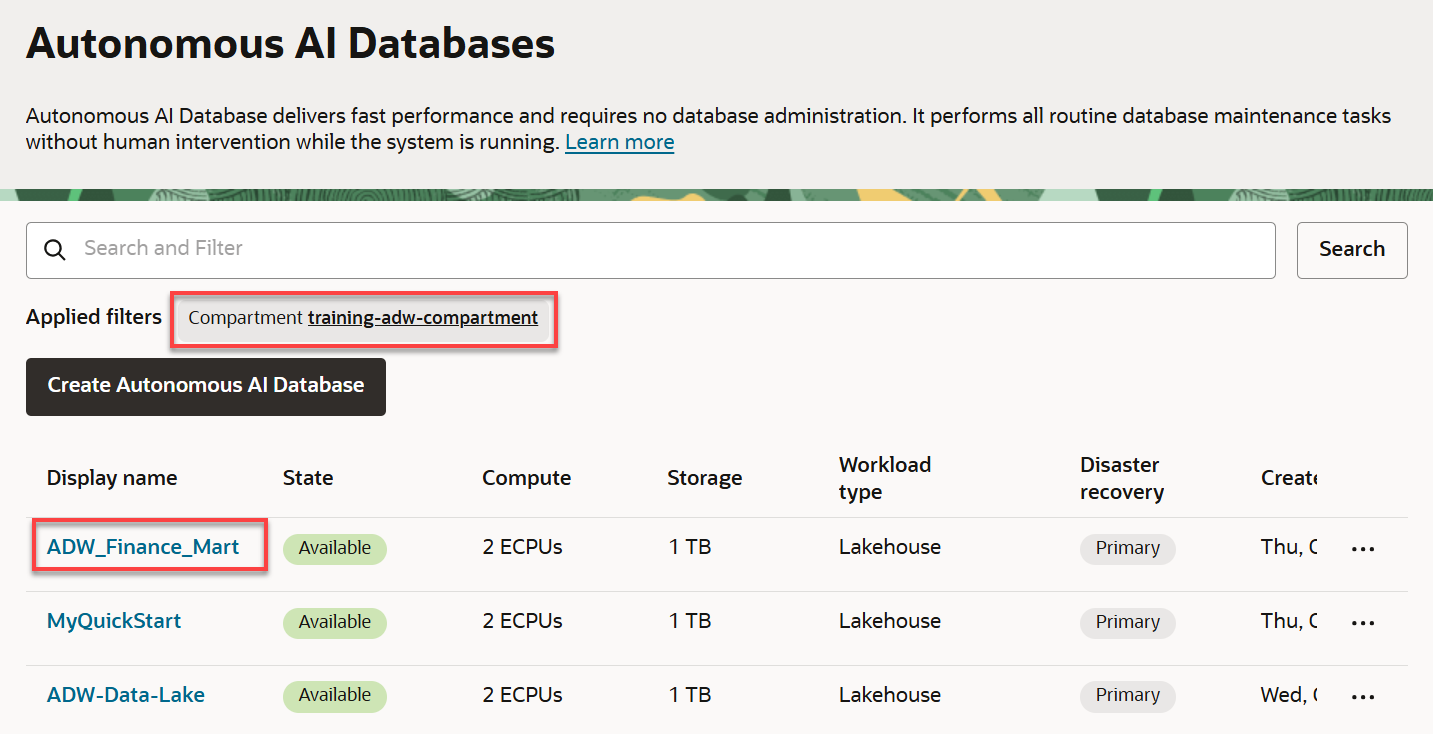 Autonomous AI Databases
Autonomous AI Database delivers fast performance and requires no database administration. It performs all routine database maintenance tasks
without human intervention while the system is running. Learn more
Search and Filter
Search
Applied filters Compartment training-adw-compartment
Create Autonomous AI Database
Display name State Compute Storage Workload type Disaster recovery Create
ADW_Finance_Mart Available 2 ECPUs 1 TB Lakehouse Primary Thu,
MyQuickStart Available 2 ECPUs 1 TB Lakehouse Primary Thu,
ADW-Data-Lake Available 2 ECPUs 1 TB Lakehouse Primary Wed,